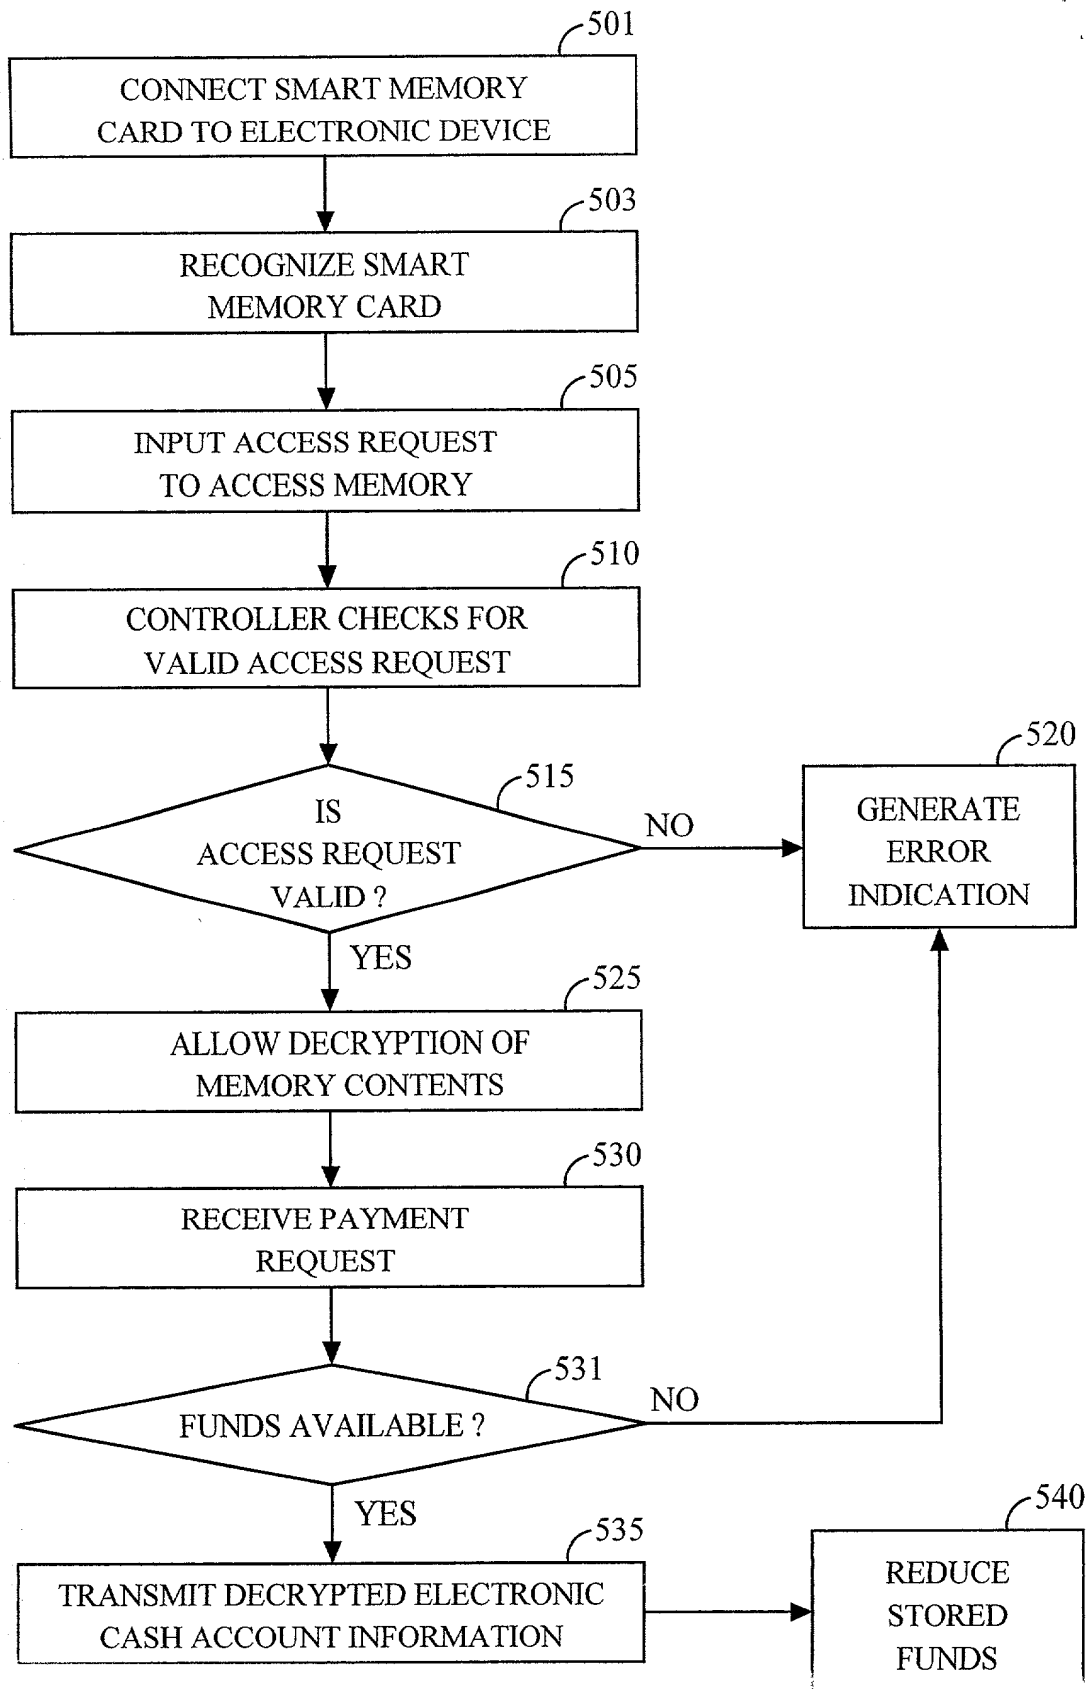 501
CONNECT SMART MEMORY
CARD TO ELECTRONIC DEVICE
503
RECOGNIZE SMART
MEMORY CARD
505
INPUT ACCESS REQUEST
TO ACCESS MEMORY
510
CONTROLLER CHECKS FOR
VALID ACCESS REQUEST
515
IS
ACCESS REQUEST
VALID ?
NO
520
GENERATE
ERROR
INDICATION
YES
525
ALLOW DECRYPTION OF
MEMORY CONTENTS
530
RECEIVE PAYMENT
REQUEST
531
FUNDS AVAILABLE ?
NO
YES
535
TRANSMIT DECRYPTED ELECTRONIC
CASH ACCOUNT INFORMATION
540
REDUCE
STORED
FUNDS